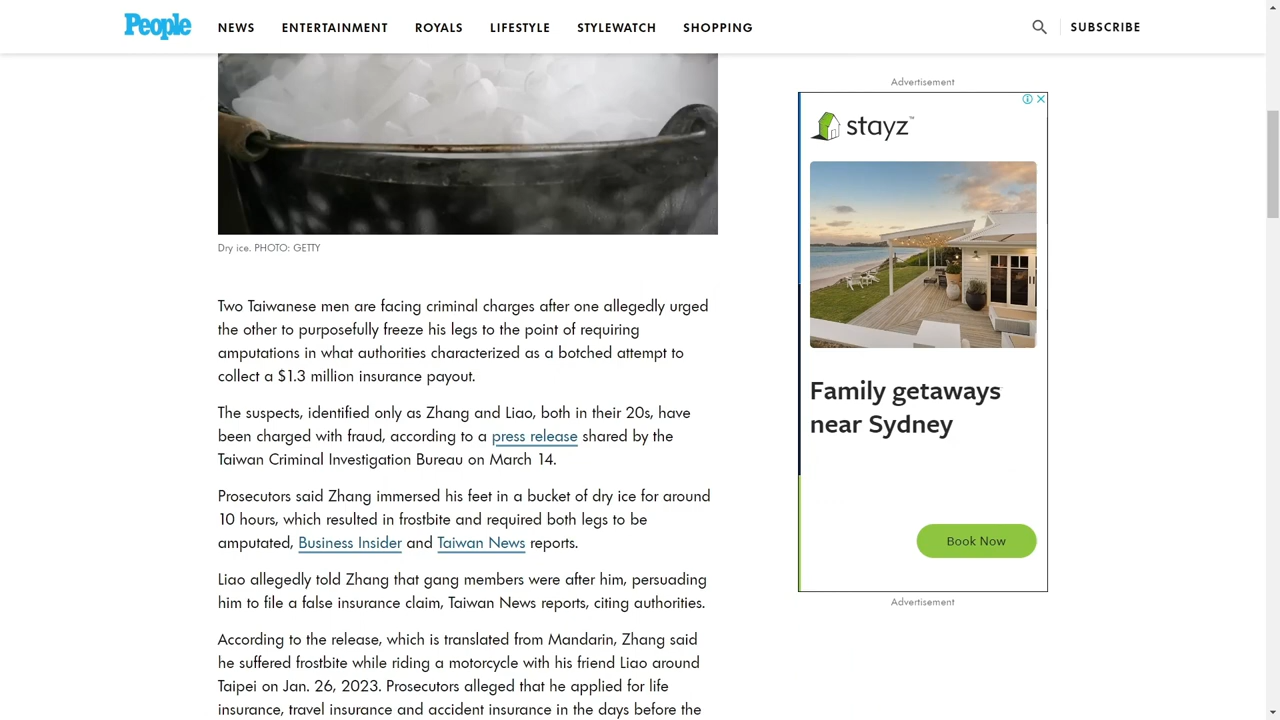 People NEWS ENTERTAINMENT ROYALS LIFESTYLE STYLEWATCH SHOPPING SUBSCRIBE
Dry ice. PHOTO: GETTY
Two Taiwanese men are facing criminal charges after one allegedly urged
the other to purposefully freeze his legs to the point of requiring
amputations in what authorities characterized as a botched attempt to
collect a $1.3 million insurance payout.
The suspects, identified only as Zhang and Liao, both in their 20s, have
been charged with fraud, according to a press release shared by the
Taiwan Criminal Investigation Bureau on March 14.
Prosecutors said Zhang immersed his feet in a bucket of dry ice for around
10 hours, which resulted in frostbite and required both legs to be
amputated, Business Insider and Taiwan News reports.
Liao allegedly told Zhang that gang members were after him, persuading
him to file a false insurance claim, Taiwan News reports, citing authorities.
According to the release, which is translated from Mandarin, Zhang said
he suffered frostbite while riding a motorcycle with his friend Liao around
Taipei on Jan. 26, 2023. Prosecutors alleged that he applied for life
insurance, travel insurance and accident insurance in the days before the
Advertisement
stayz™
Family getaways
near Sydney
Book Now
Advertisement